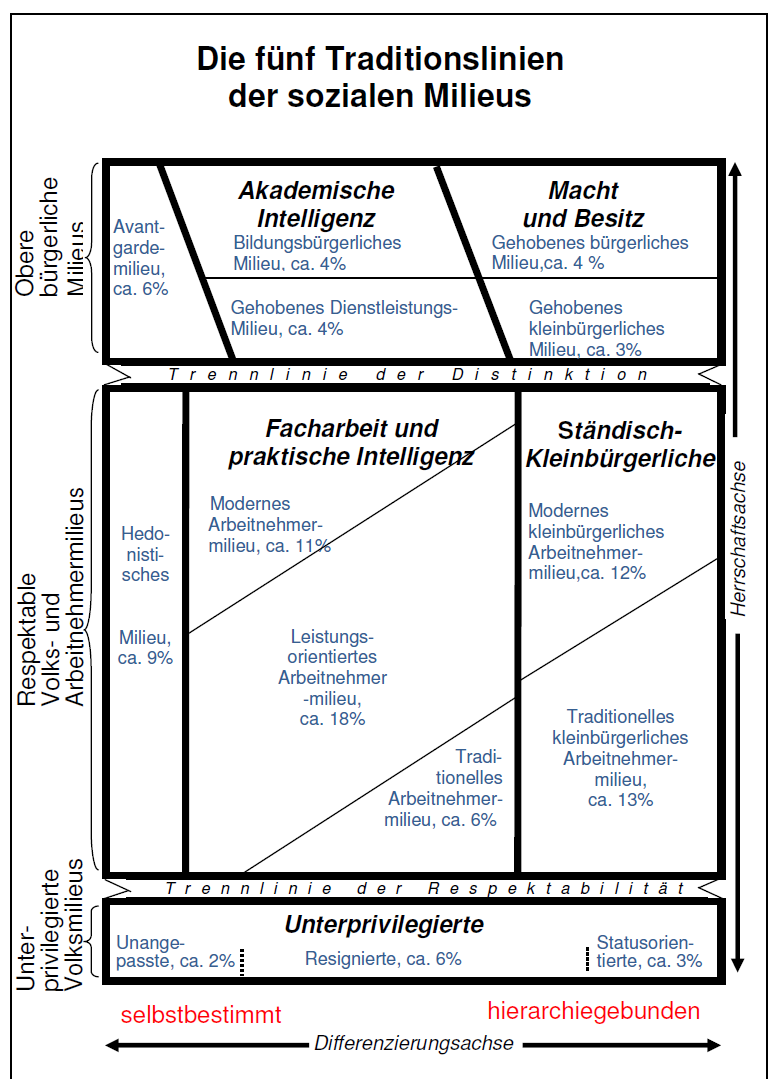 Die fünf Traditionslinien
der sozialen Milieus
Obere
bürgerliche
Milieus
Avant-
garde-
milieu,
ca. 6%
Akademische
Intelligenz
Bildungsbürgerliches
Milieu, ca. 4%
Gehobenes Dienstleistungs-
Milieu, ca. 4%
Macht
und Besitz
Gehobenes bürgerliches
Milieu,ca. 4 %
Gehobenes
kleinbürgerliches
Milieu, ca. 3%
Trennlinie der Distinktion
Respektable
Volks- und
Arbeitnehmermilieus
Hedo-
nisti-
sches
Milieu,
ca. 9%
Facharbeit und
praktische Intelligenz
Modernes
Arbeitnehmer-
milieu, ca. 11%
Leistungs-
orientiertes
Arbeitnehmer
-milieu,
ca. 18%
Tradi-
tionelles
Arbeitnehmer-
milieu, ca. 6%
Ständisch-
Kleinbürgerliche
Modernes
kleinbürgerliches
Arbeitnehmer-
milieu,ca. 12%
Traditionelles
kleinbürgerliches
Arbeitnehmer-
milieu,
ca. 13%
Herrschaftsachse
Trennlinie der Respektabilität
Unter-
privilegierte
Volksmilieus
Unterprivilegierte
Unange-
passte, ca. 2%
Resignierte, ca. 6%
Statusorien-
tierte, ca. 3%
selbstbestimmt
hierarchiegebunden
Differenzierungsachse